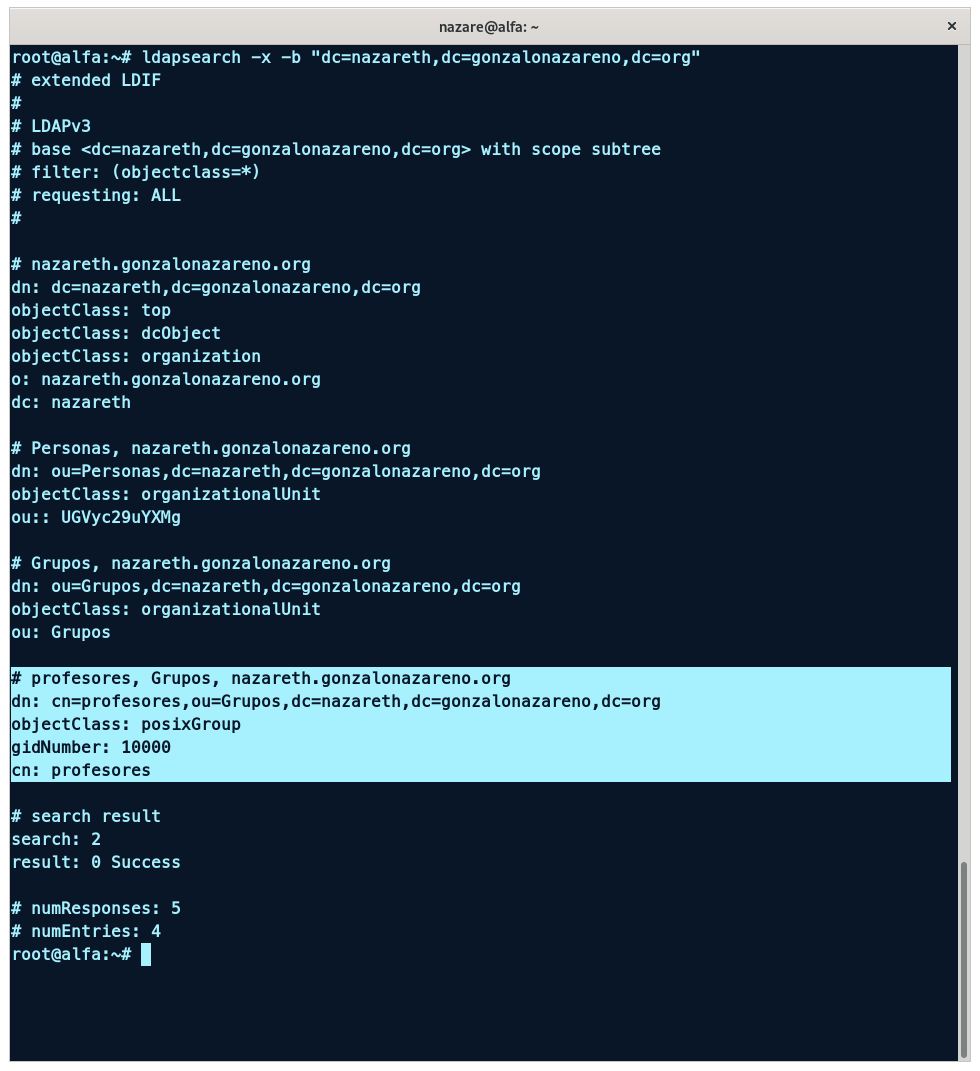 nazare@alfa: ~ ×
root@alfa:~# ldapsearch -x -b "dc=nazareth,dc=gonzalonazareno,dc=org"
# extended LDIF
#
# LDAPv3
# base <dc=nazareth,dc=gonzalonazareno,dc=org> with scope subtree
# filter: (objectclass=*)
# requesting: ALL
#

# nazareth.gonzalonazareno.org
dn: dc=nazareth,dc=gonzalonazareno,dc=org
objectClass: top
objectClass: dcObject
objectClass: organization
o: nazareth.gonzalonazareno.org
dc: nazareth

# Personas, nazareth.gonzalonazareno.org
dn: ou=Personas,dc=nazareth,dc=gonzalonazareno,dc=org
objectClass: organizationalUnit
ou:: UGVyc29uYXMg

# Grupos, nazareth.gonzalonazareno.org
dn: ou=Grupos,dc=nazareth,dc=gonzalonazareno,dc=org
objectClass: organizationalUnit
ou: Grupos

# profesores, Grupos, nazareth.gonzalonazareno.org
dn: cn=profesores,ou=Grupos,dc=nazareth,dc=gonzalonazareno,dc=org
objectClass: posixGroup
gidNumber: 10000
cn: profesores

# search result
search: 2
result: 0 Success

# numResponses: 5
# numEntries: 4
root@alfa:~#